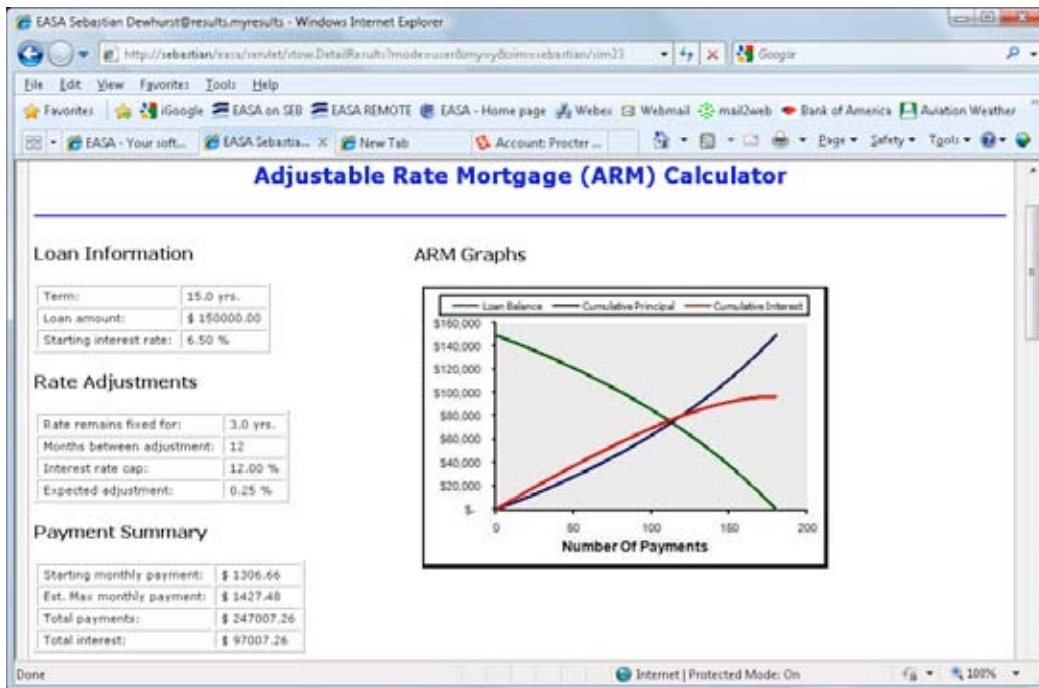 EASA Sebastian Dewhurst@results.myresults - Windows Internet Explorer
Google
File Edit View Favorites Tools Help
Favorites iGoogle EASA on SEB EASA REMOTE EASA - Home page Webex Webmail mail2web Bank of America Aviation Weather
EASA - Your soft... EASA Sebastia... New Tab Account: Procter ... Page Safety Tools
Adjustable Rate Mortgage (ARM) Calculator
Loan Information
Term: 15.0 yrs.
Loan amount: $ 150000.00
Starting interest rate: 6.50 %
Rate Adjustments
Rate remains fixed for: 3.0 yrs.
Months between adjustment: 12
Interest rate cap: 12.00 %
Expected adjustment: 0.25 %
Payment Summary
Starting monthly payment: $ 1306.66
Est. Max monthly payment: $ 1427.48
Total payments: $ 247007.26
Total interest: $ 97007.26
ARM Graphs
Loan Balance Cumulative Principal Cumulative Interest
$160,000
$140,000
$120,000
$100,000
$80,000
$60,000
$40,000
$20,000
$-
0 50 100 150 200
Number Of Payments
Done Internet | Protected Mode: On 100%